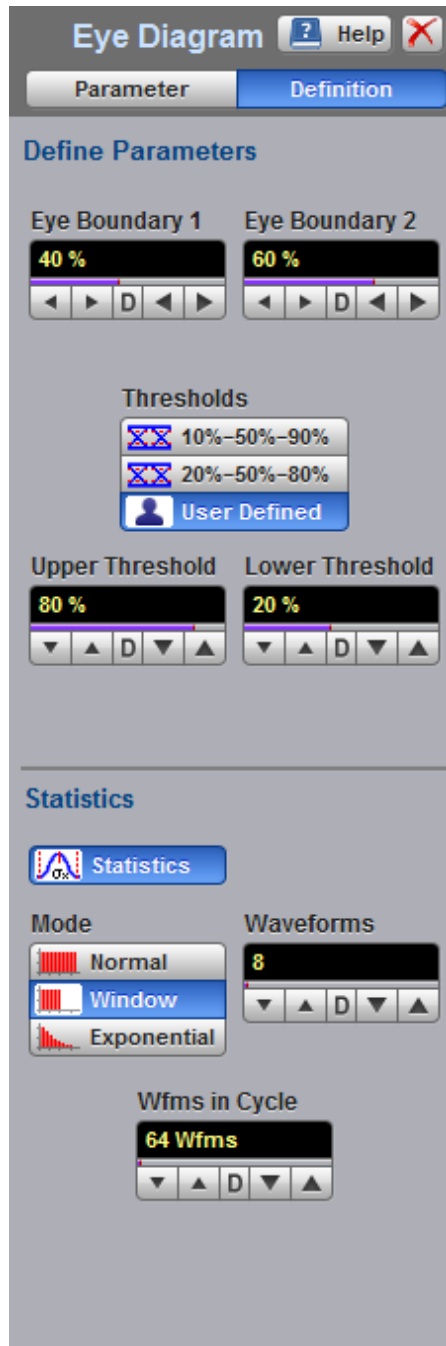 Eye Diagram ? Help
Parameter Definition
Define Parameters
Eye Boundary 1 Eye Boundary 2
40 % 60 %
D D
Thresholds
10%-50%-90%
20%-50%-80%
User Defined
Upper Threshold Lower Threshold
80 % 20 %
D D
Statistics
σx Statistics
Mode Waveforms
Normal 8
Window D
Exponential
Wfms in Cycle
64 Wfms
D